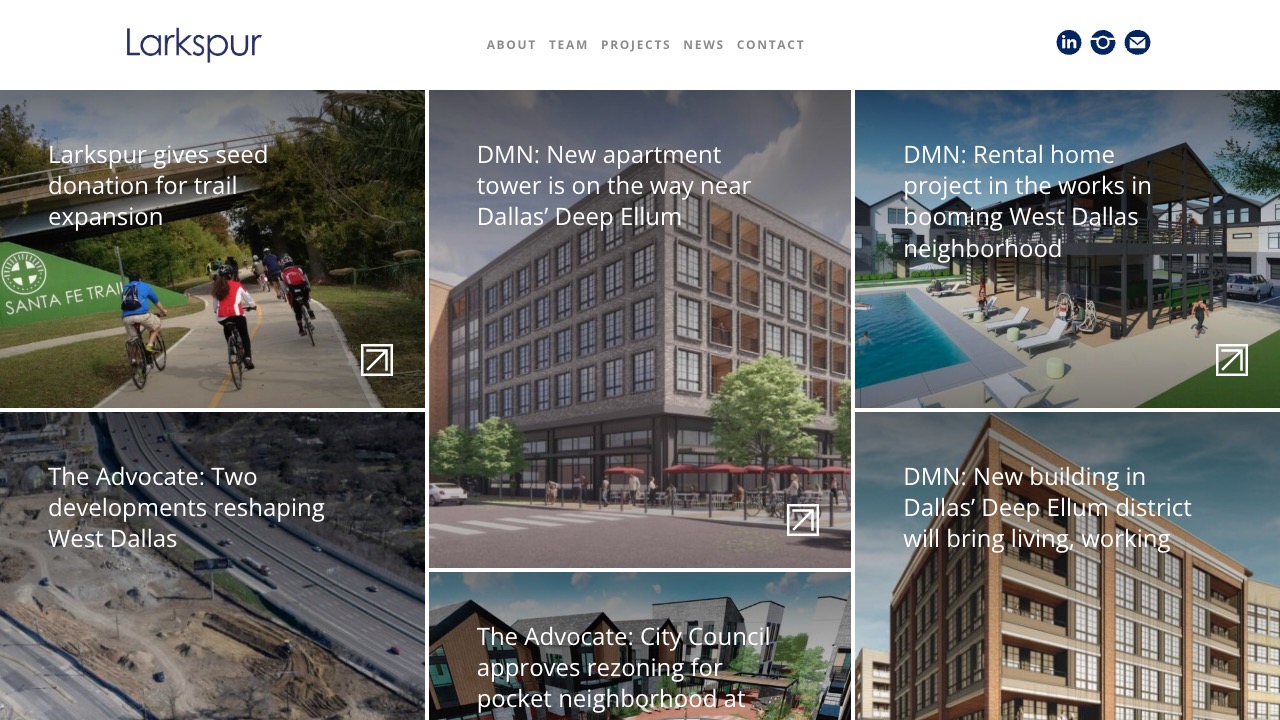 Larkspur
ABOUT TEAM PROJECTS NEWS CONTACT
in
Larkspur gives seed
donation for trail
expansion
SANTA FE TRAIL
DMN: New apartment
tower is on the way near
Dallas’ Deep Ellum
DMN: Rental home
project in the works in
booming West Dallas
neighborhood
The Advocate: Two
developments reshaping
West Dallas
The Advocate: City Council
approves rezoning for
pocket neighborhood at
DMN: New building in
Dallas’ Deep Ellum district
will bring living, working